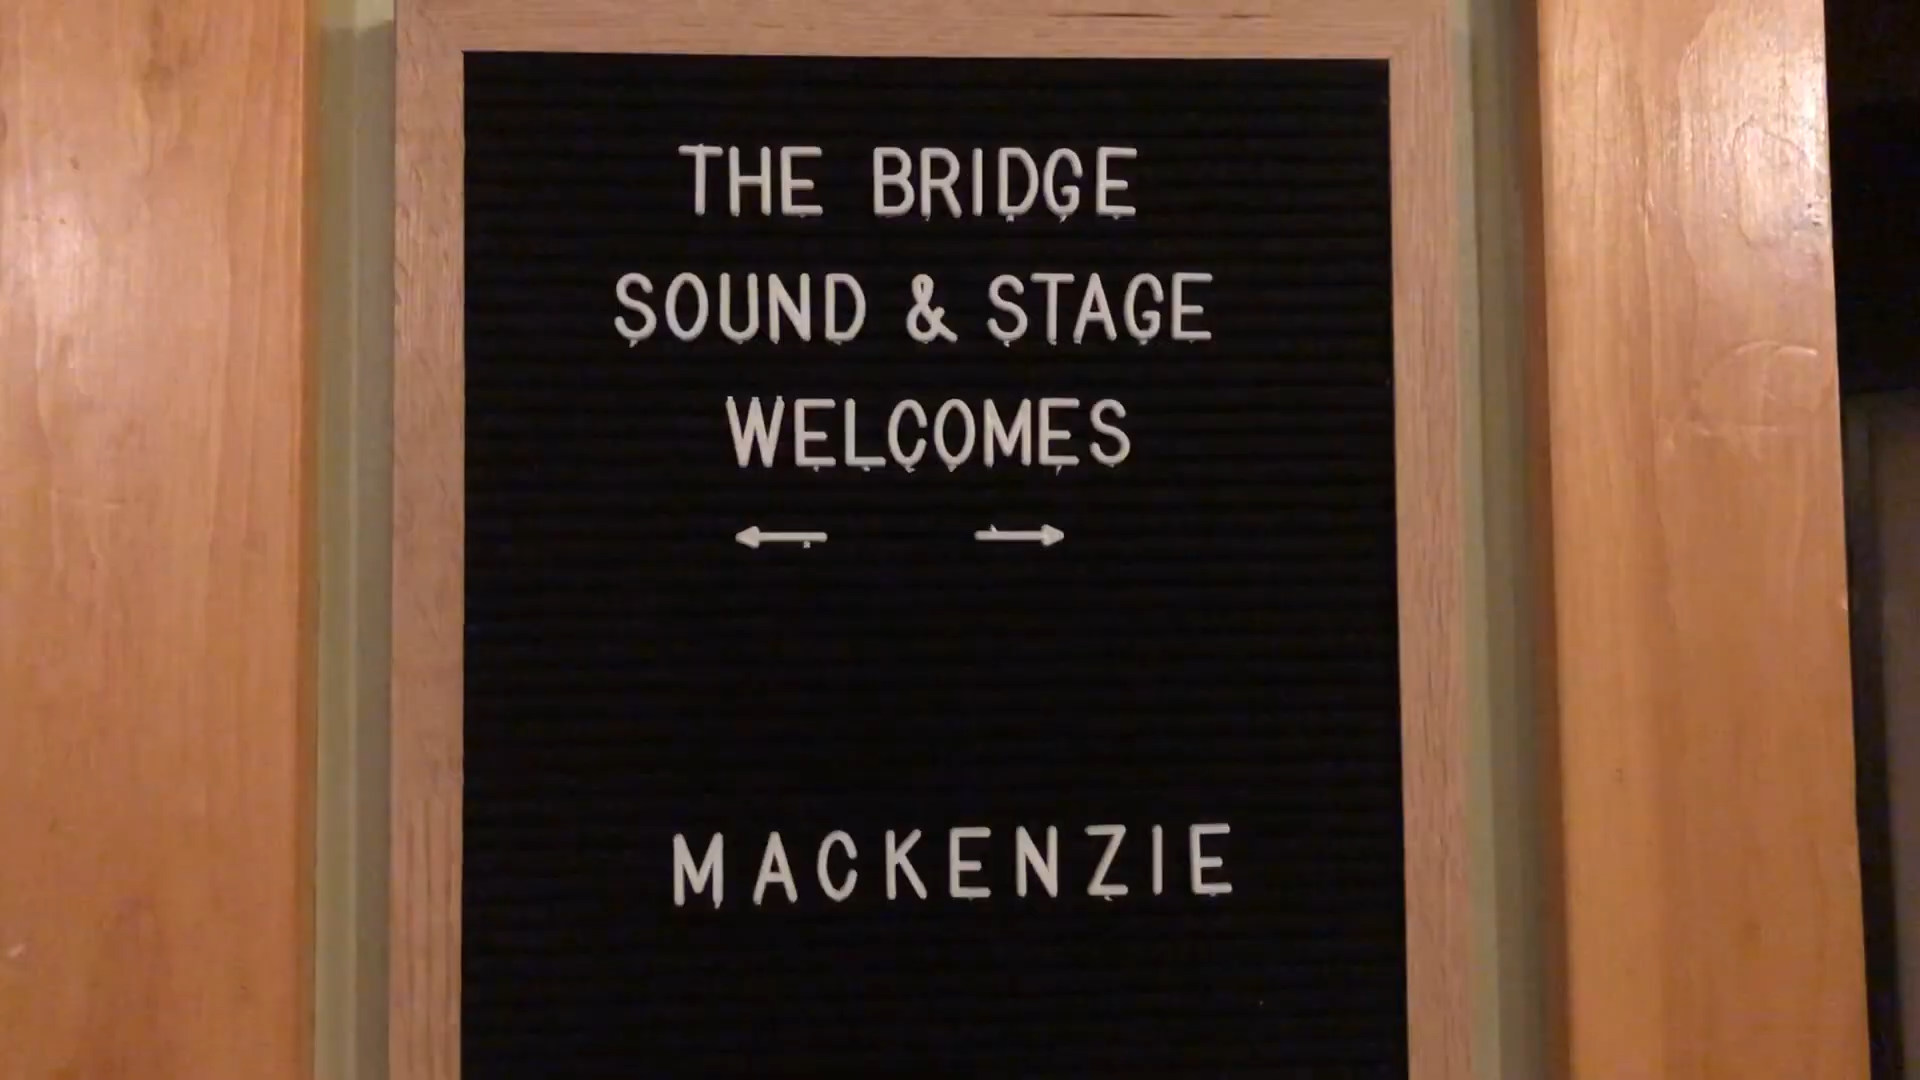 THE BRIDGE
SOUND & STAGE
WELCOMES
← →
MACKENZIE